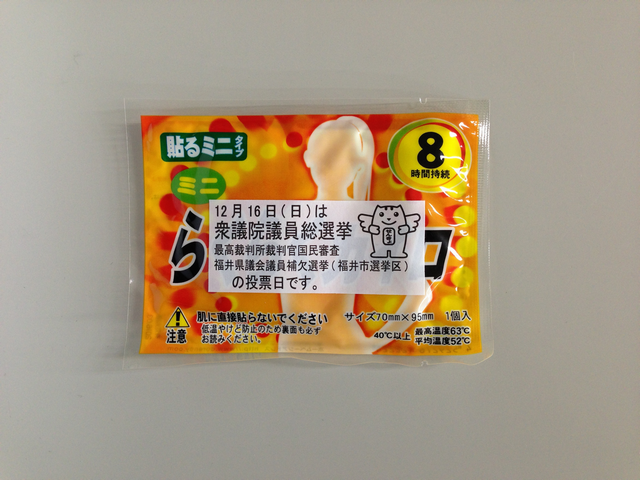 貼るミニタイプ
8
時間持続
ミニ
ら
ロ
12月16日(日)は
衆議院議員総選挙
最高裁判所裁判官国民審査
福井県議会議員補欠選挙(福井市選挙区)
の投票日です。
注意
肌に直接貼らないでください
低温やけど防止のため裏面も必ず
お読みください。
サイズ70mm×95mm 1個入
40℃以上
最高温度63℃
平均温度52℃